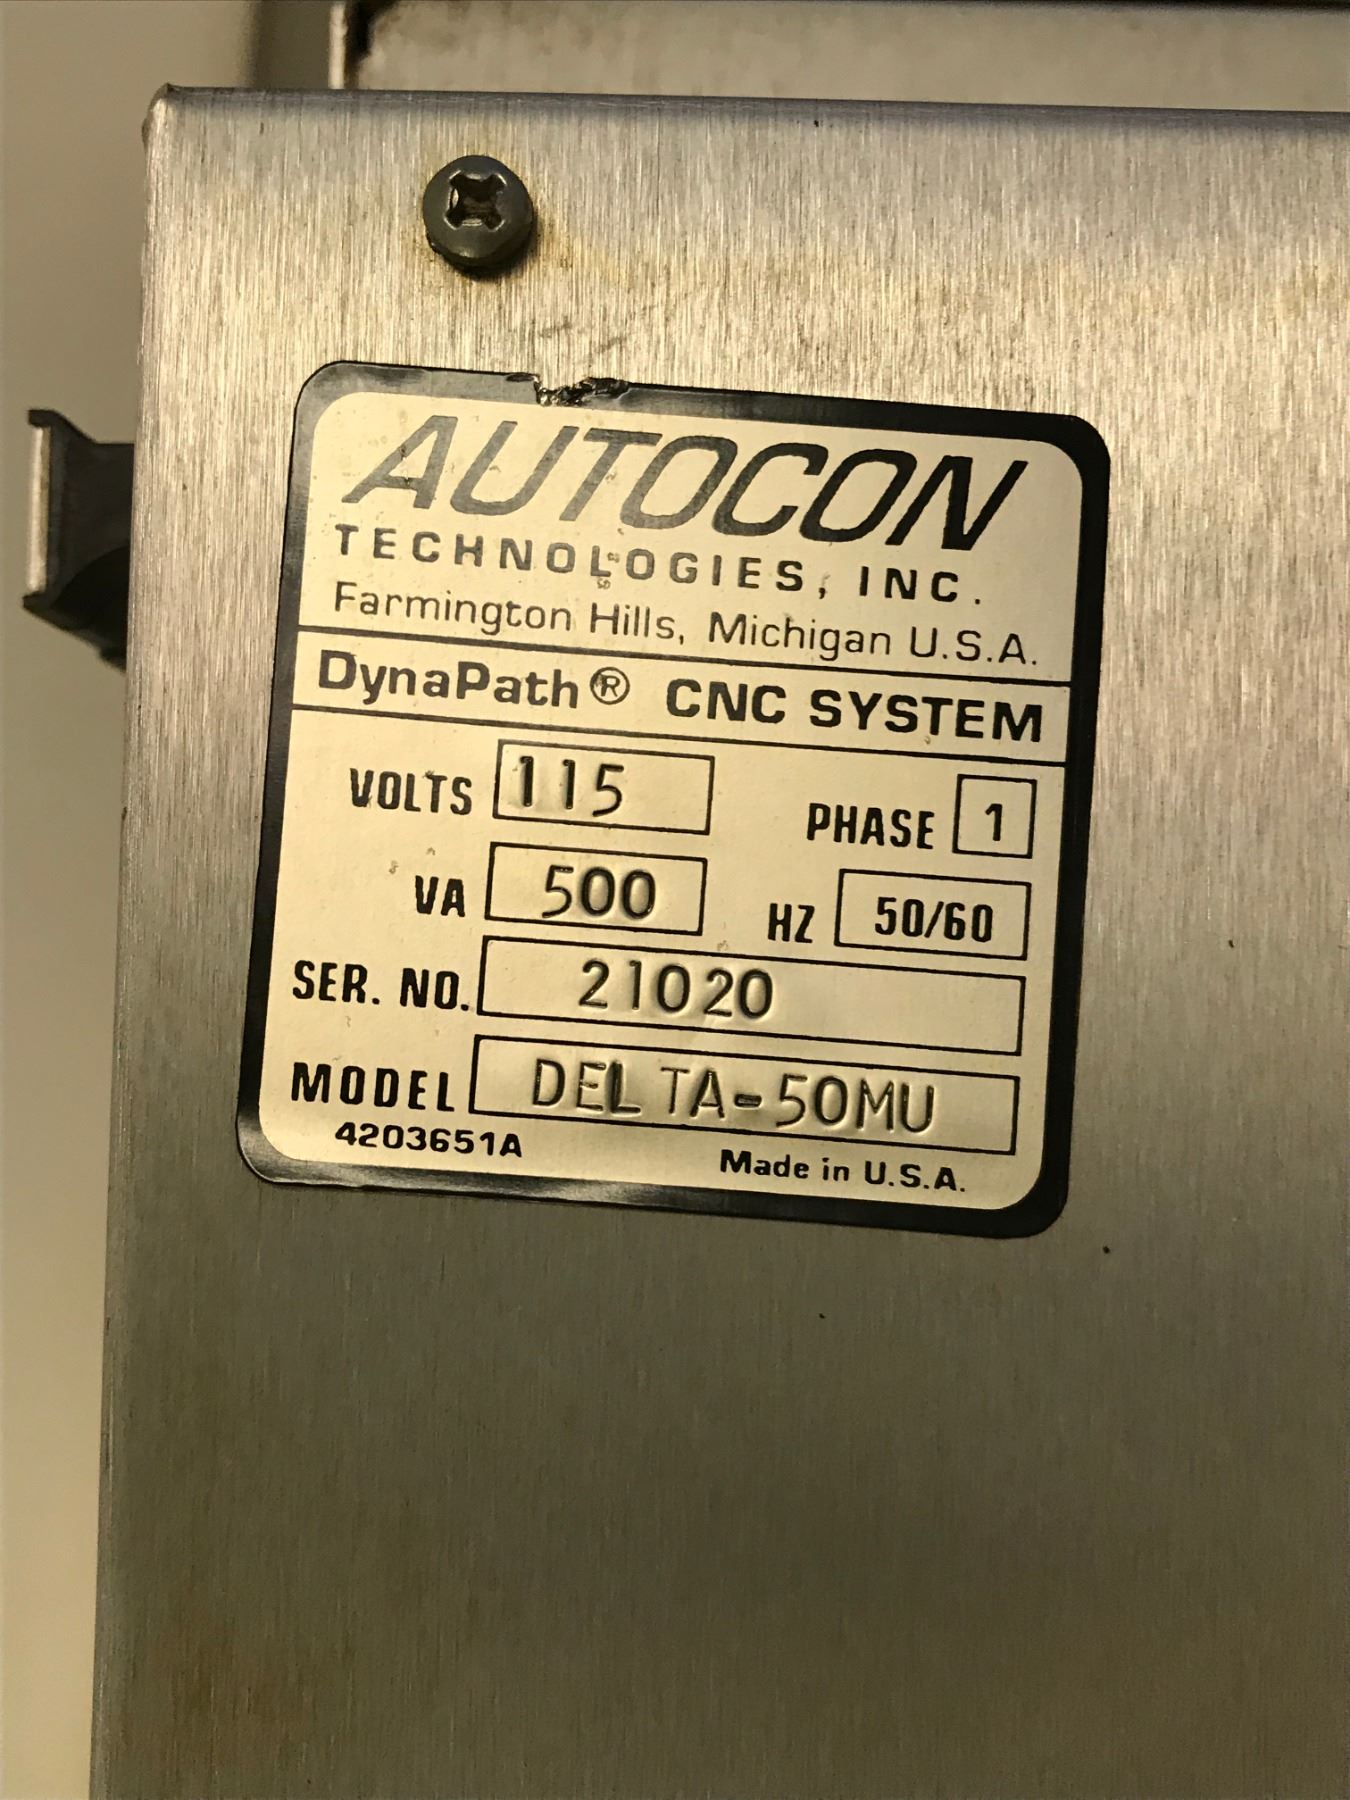 AUTOCON
TECHNOLOGIES, INC.
Farmington Hills, Michigan U.S.A.
DynaPath® CNC SYSTEM
VOLTS 115 PHASE 1
VA 500 HZ 50/60
SER. NO. 21020
MODEL DELTA-50MU
4203651A Made in U.S.A.